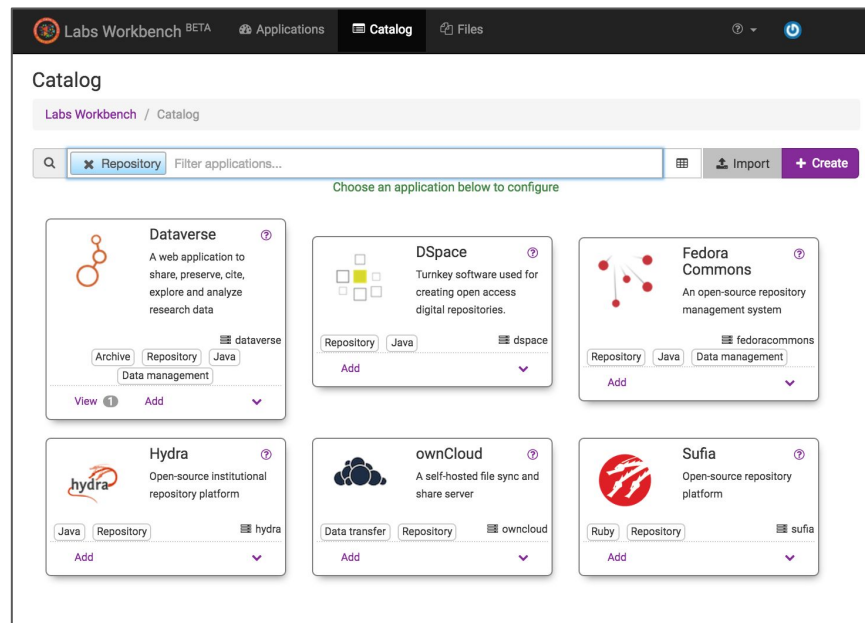 Labs Workbench BETA Applications Catalog Files
Catalog
Labs Workbench / Catalog
Repository Filter applications... Import + Create
Choose an application below to configure
Dataverse
A web application to
share, preserve, cite,
explore and analyze
research data
dataverse
Archive Repository Java
Data management
View 1 Add
DSpace
Turnkey software used for
creating open access
digital repositories.
Repository Java dspace
Add
Fedora
Commons
An open-source repository
management system
fedoracommons
Repository Java Data management
Add
hydra
Hydra
Open-source institutional
repository platform
Java Repository hydra
Add
ownCloud
A self-hosted file sync and
share server
Data transfer Repository owncloud
Add
Sufia
Open-source repository
platform
Ruby Repository sufia
Add